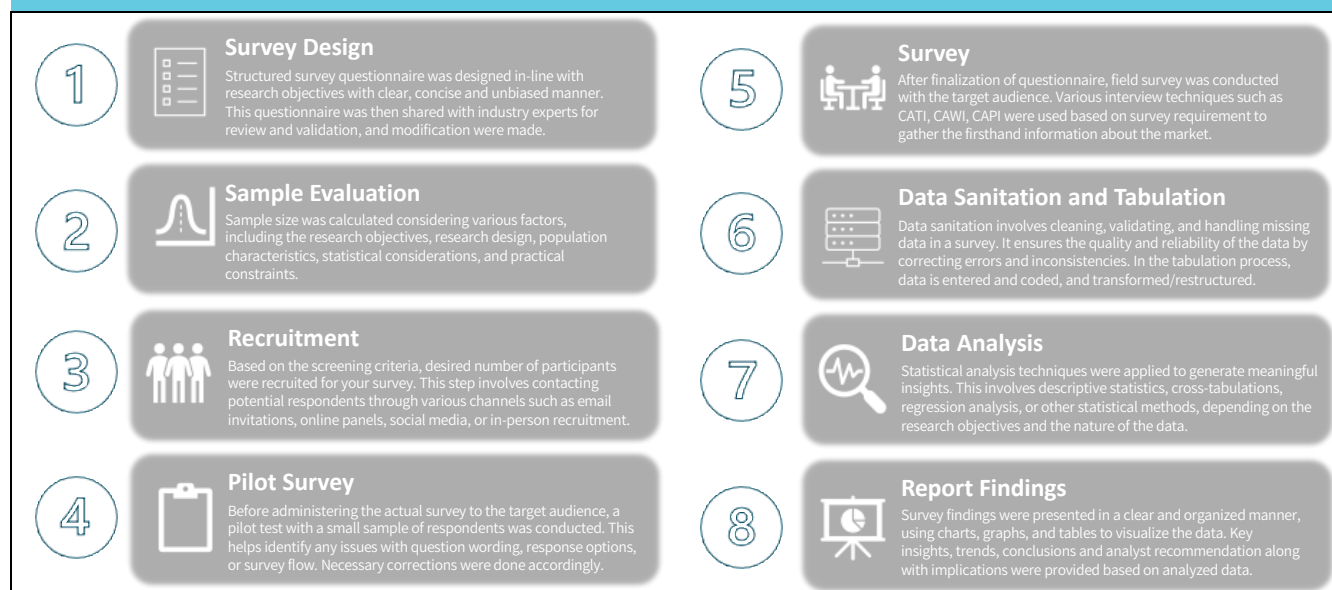 1
Survey Design
Structured survey questionnaire was designed in-line with
research objectives with clear, concise and unbiased manner.
This questionnaire was then shared with industry experts for
review and validation, and modification were made.
2
Sample Evaluation
Sample size was calculated considering various factors,
including the research objectives, research design, population
characteristics, statistical considerations, and practical
constraints.
3
Recruitment
Based on the screening criteria, desired number of participants
were recruited for your survey. This step involves contacting
potential respondents through various channels such as email
invitations, online panels, social media, or in-person recruitment.
4
Pilot Survey
Before administering the actual survey to the target audience, a
pilot test with a small sample of respondents was conducted. This
helps identify any issues with question wording, response options,
or survey flow. Necessary corrections were done accordingly.
5
Survey
After finalization of questionnaire, field survey was conducted
with the target audience. Various interview techniques such as
CATI, CAWI, CAPI were used based on survey requirement to
gather the firsthand information about the market.
6
Data Sanitation and Tabulation
Data sanitation involves cleaning, validating, and handling missing
data in a survey. It ensures the quality and reliability of the data by
correcting errors and inconsistencies. In the tabulation process,
data is entered and coded, and transformed/restructured.
7
Data Analysis
Statistical analysis techniques were applied to generate meaningful
insights. This involves descriptive statistics, cross-tabulations,
regression analysis, or other statistical methods, depending on the
research objectives and the nature of the data.
8
Report Findings
Survey findings were presented in a clear and organized manner,
using charts, graphs, and tables to visualize the data. Key
insights, trends, conclusions and analyst recommendation along
with implications were provided based on analyzed data.